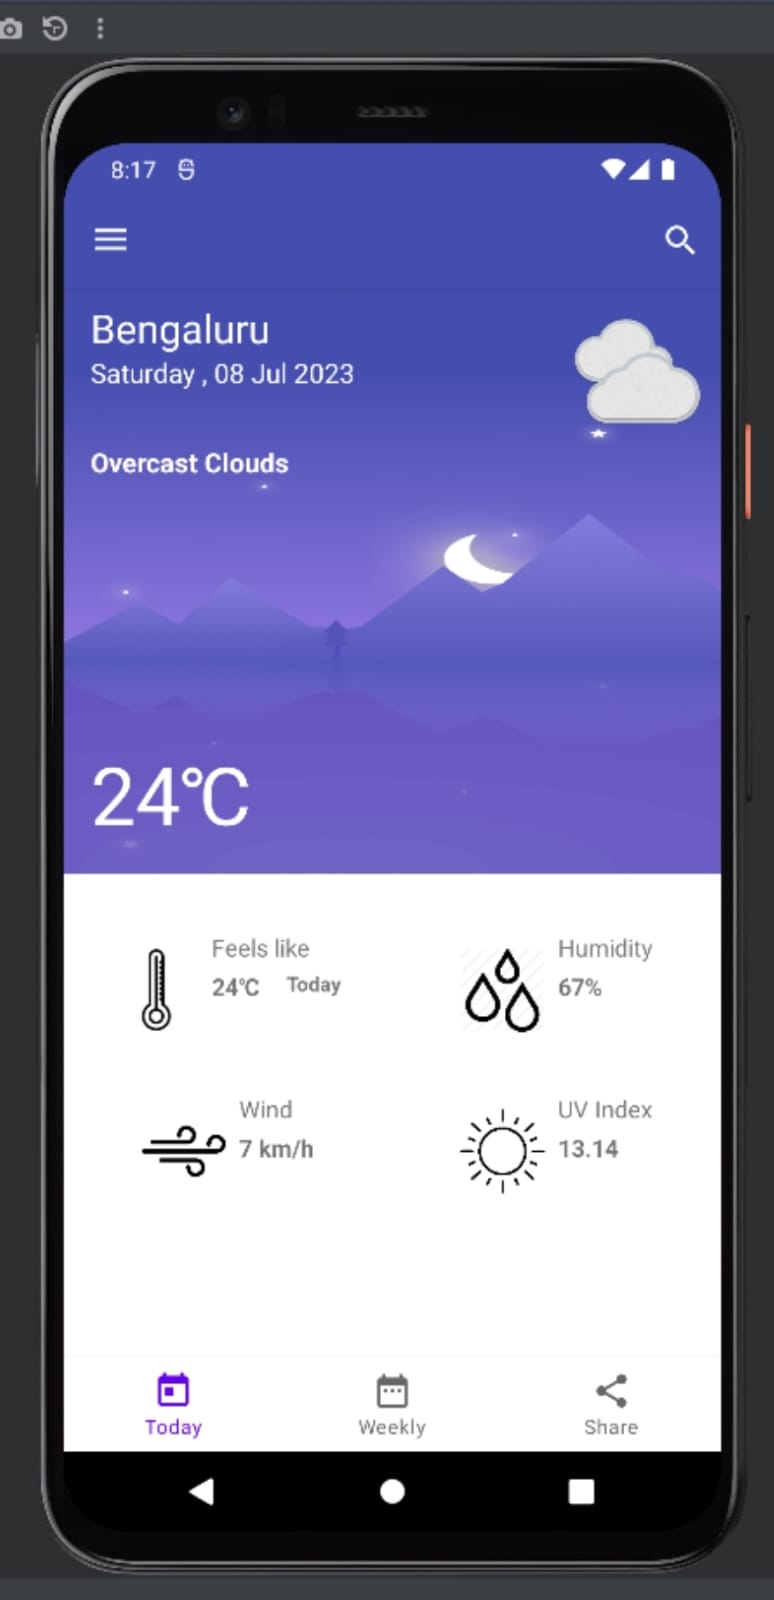 8:17
Bengaluru
Saturday , 08 Jul 2023
Overcast Clouds
24°C
Feels like
24°C Today
Humidity
67%
Wind
7 km/h
UV Index
13.14
Today
Weekly
Share